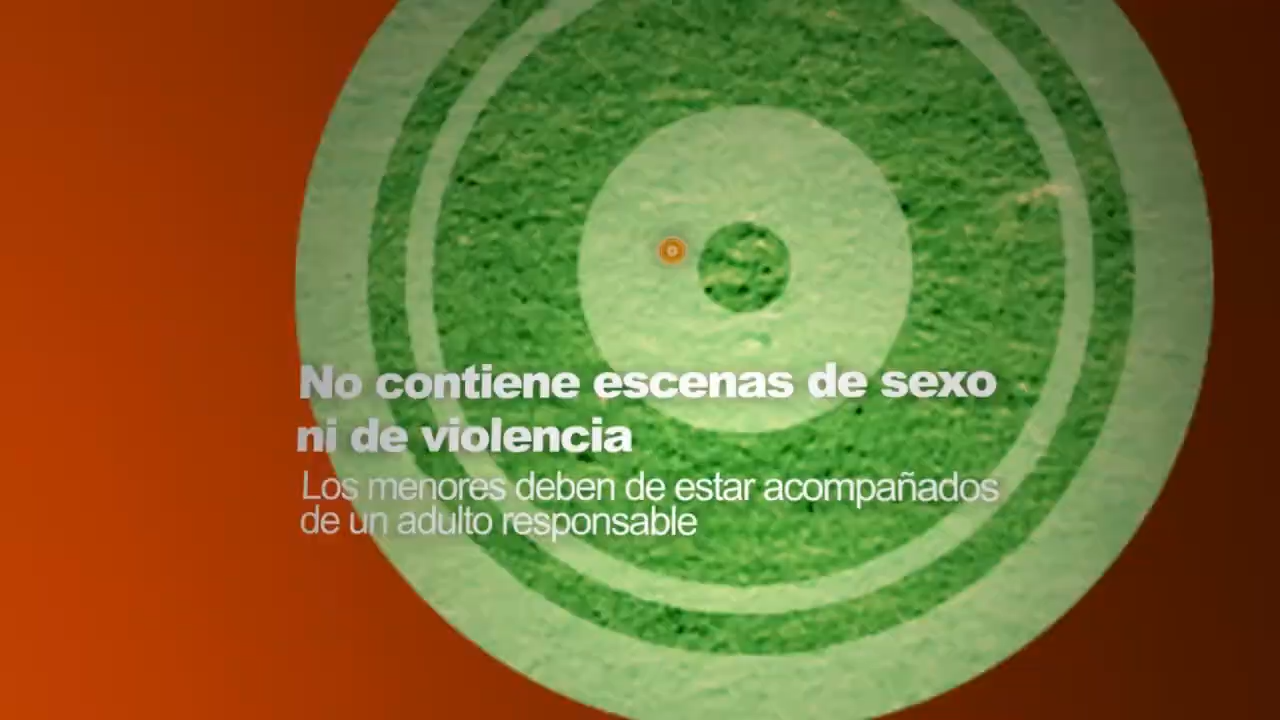 No contiene escenas de sexo
ni de violencia
Los menores deben de estar acompañados
de un adulto responsable